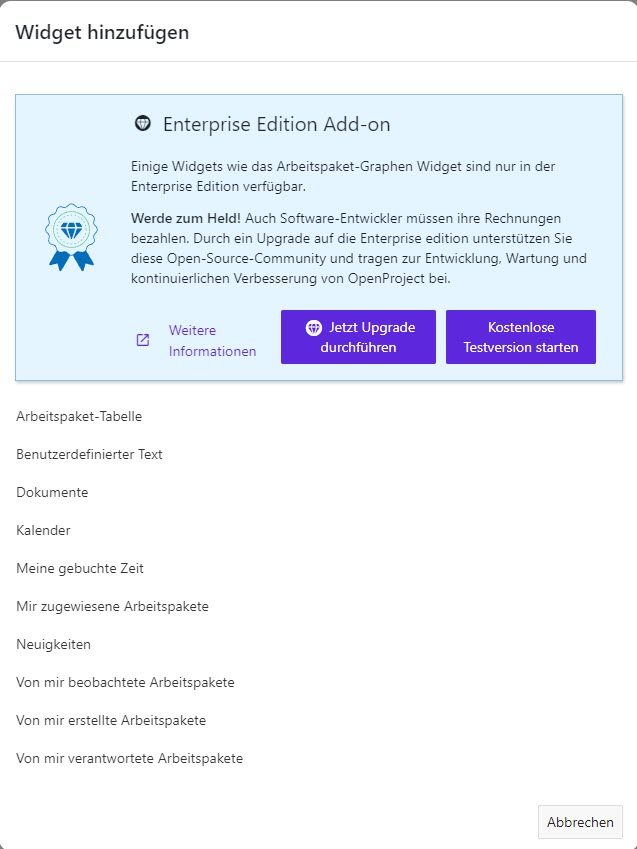 Widget hinzufügen
Enterprise Edition Add-on
Einige Widgets wie das Arbeitspaket-Graphen Widget sind nur in der
Enterprise Edition verfügbar.
Werde zum Held! Auch Software-Entwickler müssen ihre Rechnungen
bezahlen. Durch ein Upgrade auf die Enterprise edition unterstützen Sie
diese Open-Source-Community und tragen zur Entwicklung, Wartung und
kontinuierlichen Verbesserung von OpenProject bei.
Weitere
Informationen
Jetzt Upgrade
durchführen
Kostenlose
Testversion starten
Arbeitspaket-Tabelle
Benutzerdefinierter Text
Dokumente
Kalender
Meine gebuchte Zeit
Mir zugewiesene Arbeitspakete
Neuigkeiten
Von mir beobachtete Arbeitspakete
Von mir erstellte Arbeitspakete
Von mir verantwortete Arbeitspakete
Abbrechen